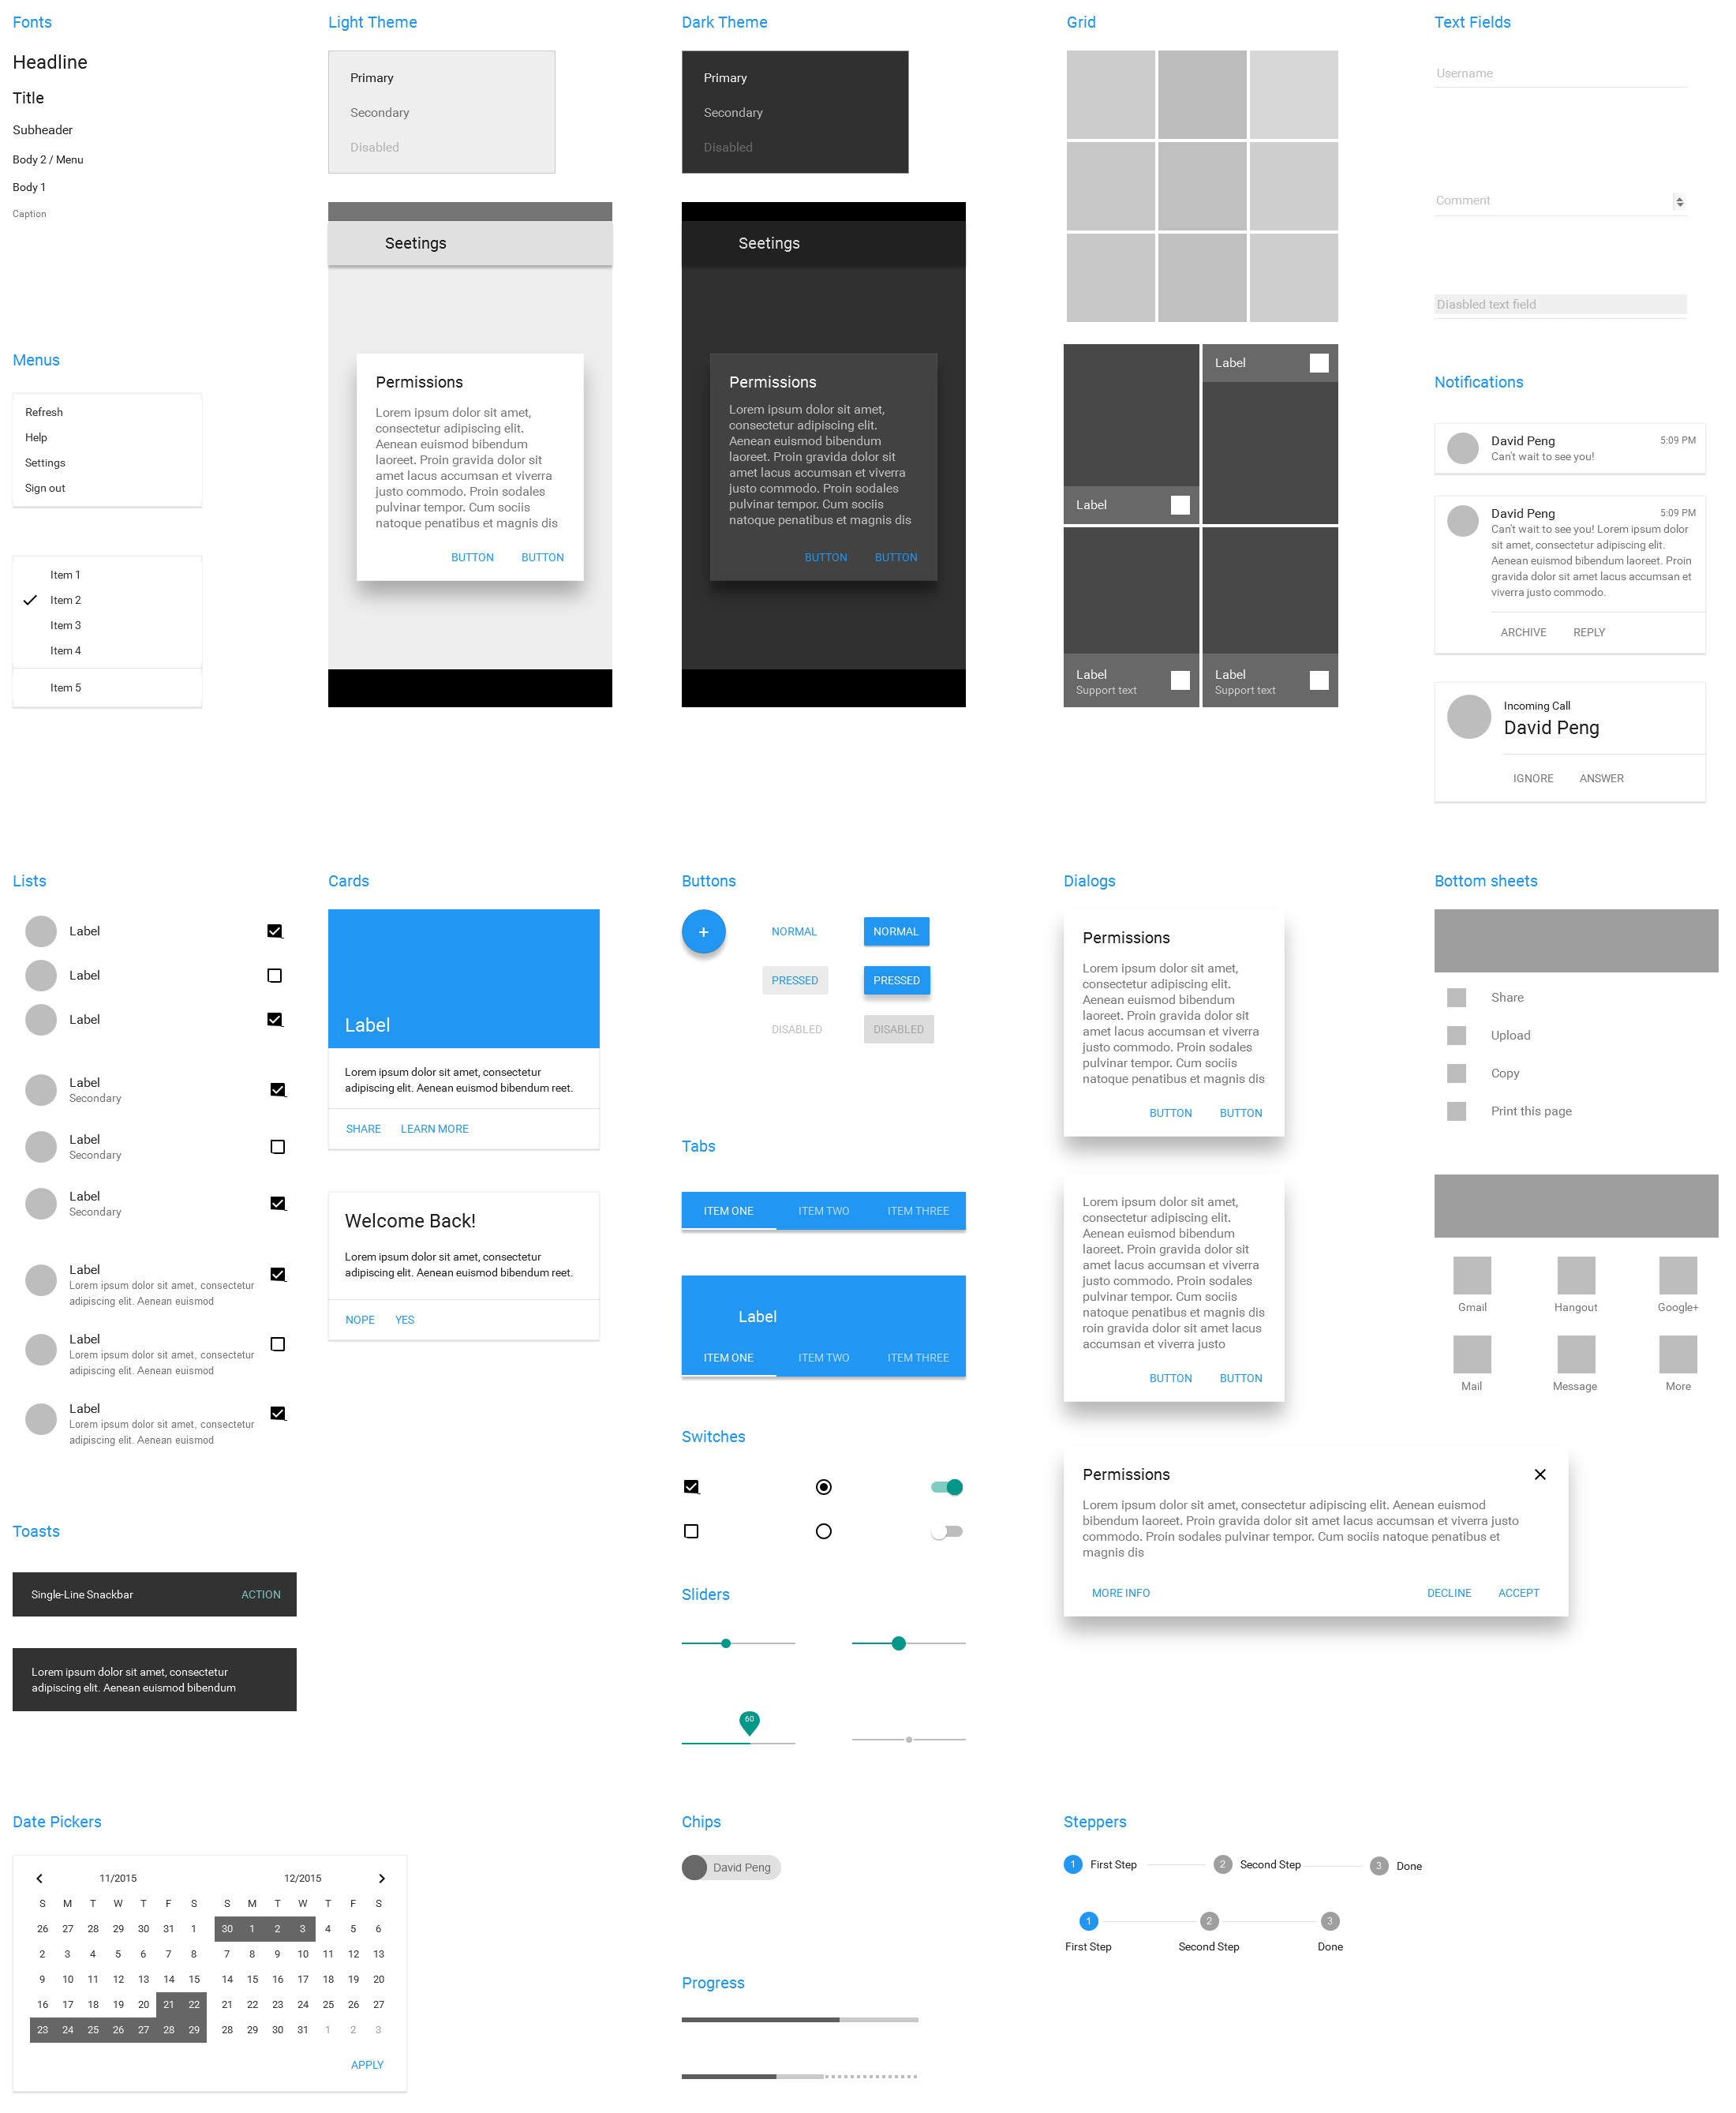 Fonts
Headline
Title
Subheader
Body 2 / Menu
Body 1
Caption
Menus
Refresh
Help
Settings
Sign out
Item 1
Item 2
Item 3
Item 4
Item 5
Light Theme
Primary
Secondary
Disabled
Seetings
Permissions
Lorem ipsum dolor sit amet,
consectetur adipiscing elit.
Aenean euismod bibendum
laoreet. Proin gravida dolor sit
amet lacus accumsan et viverra
justo commodo. Proin sodales
pulvinar tempor. Cum sociis
natoque penatibus et magnis dis
BUTTON BUTTON
Dark Theme
Primary
Secondary
Disabled
Seetings
Permissions
Lorem ipsum dolor sit amet,
consectetur adipiscing elit.
Aenean euismod bibendum
laoreet. Proin gravida dolor sit
amet lacus accumsan et viverra
justo commodo. Proin sodales
pulvinar tempor. Cum sociis
natoque penatibus et magnis dis
BUTTON BUTTON
Grid
Label
Label
Label
Support text
Label
Support text
Text Fields
Username
Comment
Diasbled text field
Notifications
David Peng 5:09 PM
Can't wait to see you!
David Peng 5:09 PM
Can't wait to see you! Lorem ipsum dolor
sit amet, consectetur adipiscing elit.
Aenean euismod bibendum laoreet. Proin
gravida dolor sit amet lacus accumsan et
viverra justo commodo.
ARCHIVE REPLY
Incoming Call
David Peng
IGNORE ANSWER
Lists
Label
Label
Label
Label
Secondary
Label
Secondary
Label
Secondary
Label
Lorem ipsum dolor sit amet, consectetur
adipiscing elit. Aenean euismod
Label
Lorem ipsum dolor sit amet, consectetur
adipiscing elit. Aenean euismod
Label
Lorem ipsum dolor sit amet, consectetur
adipiscing elit. Aenean euismod
Toasts
Single-Line Snackbar ACTION
Lorem ipsum dolor sit amet, consectetur
adipiscing elit. Aenean euismod bibendum
Cards
Label
Lorem ipsum dolor sit amet, consectetur
adipiscing elit. Aenean euismod bibendum reet.
SHARE LEARN MORE
Welcome Back!
Lorem ipsum dolor sit amet, consectetur
adipiscing elit. Aenean euismod bibendum reet.
NOPE YES
Buttons
+ NORMAL NORMAL
PRESSED PRESSED
DISABLED DISABLED
Tabs
ITEM ONE ITEM TWO ITEM THREE
Label
ITEM ONE ITEM TWO ITEM THREE
Switches
Sliders
60
Dialogs
Permissions
Lorem ipsum dolor sit amet,
consectetur adipiscing elit.
Aenean euismod bibendum
laoreet. Proin gravida dolor sit
amet lacus accumsan et viverra
justo commodo. Proin sodales
pulvinar tempor. Cum sociis
natoque penatibus et magnis dis
BUTTON BUTTON
Lorem ipsum dolor sit amet,
consectetur adipiscing elit.
Aenean euismod bibendum
laoreet. Proin gravida dolor sit
amet lacus accumsan et viverra
justo commodo. Proin sodales
pulvinar tempor. Cum sociis
natoque penatibus et magnis dis
roin gravida dolor sit amet lacus
accumsan et viverra justo
BUTTON BUTTON
Permissions
Lorem ipsum dolor sit amet, consectetur adipiscing elit. Aenean euismod
bibendum laoreet. Proin gravida dolor sit amet lacus accumsan et viverra justo
commodo. Proin sodales pulvinar tempor. Cum sociis natoque penatibus et
magnis dis
MORE INFO DECLINE ACCEPT
Bottom sheets
Share
Upload
Copy
Print this page
Gmail Hangout Google+
Mail Message More
Date Pickers
11/2015
S M T W T F S
26 27 28 29 30 31 1
2 3 4 5 6 7 8
9 10 11 12 13 14 15
16 17 18 19 20 21 22
23 24 25 26 27 28 29
12/2015
S M T W T F S
30 1 2 3 4 5 6
7 8 9 10 11 12 13
14 15 16 17 18 19 20
21 22 23 24 25 26 27
28 29 30 31 1 2 3
APPLY
Chips
David Peng
Progress
Steppers
1 First Step 2 Second Step 3 Done
1 2 3
First Step Second Step Done